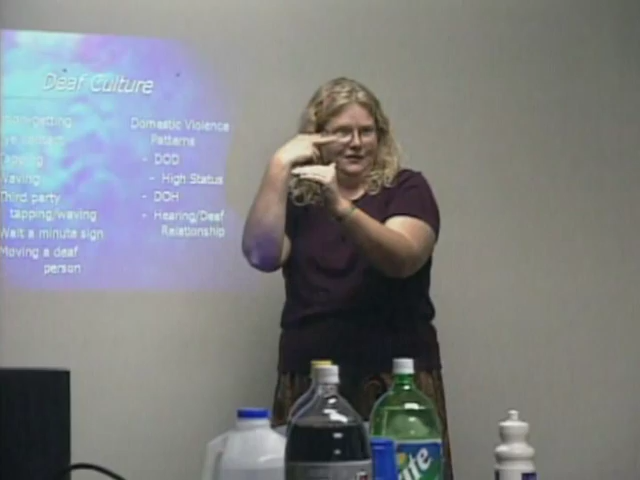 Deaf Culture
Domestic Violence
Patterns
Tapping
- DOD
Waving
- High Status
Third party
tapping/waving
- DOH
- Hearing/Deaf
Relationship
Wait a minute sign
Moving a deaf
person